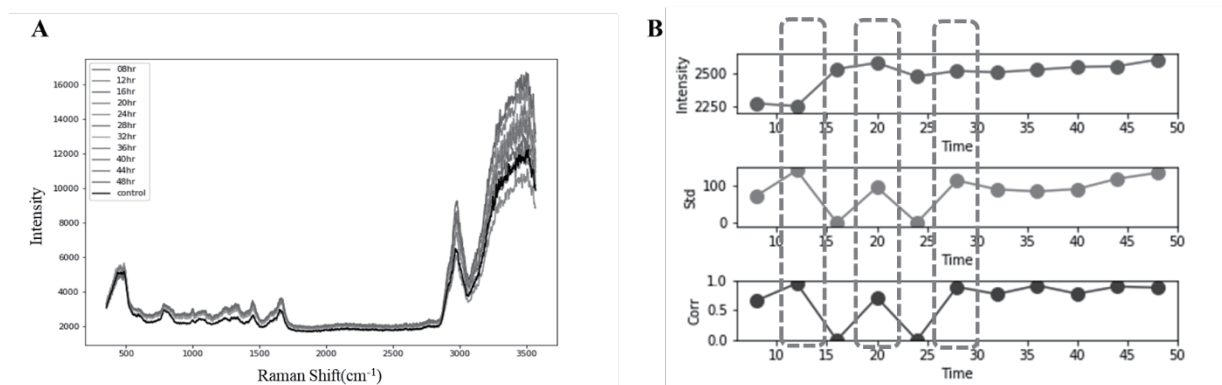 A
B
08hr
12hr
16hr
20hr
24hr
28hr
32hr
36hr
40hr
44hr
48hr
control
16000
14000
12000
10000
8000
6000
4000
2000
Intensity
500 1000 1500 2000 2500 3000 3500
Raman Shift(cm⁻¹)
2500
2250
Intensity
10 15 20 25 30 35 40 45 50
Time
100
0
Std
10 15 20 25 30 35 40 45 50
Time
1.0
0.5
0.0
Corr
10 15 20 25 30 35 40 45 50
Time